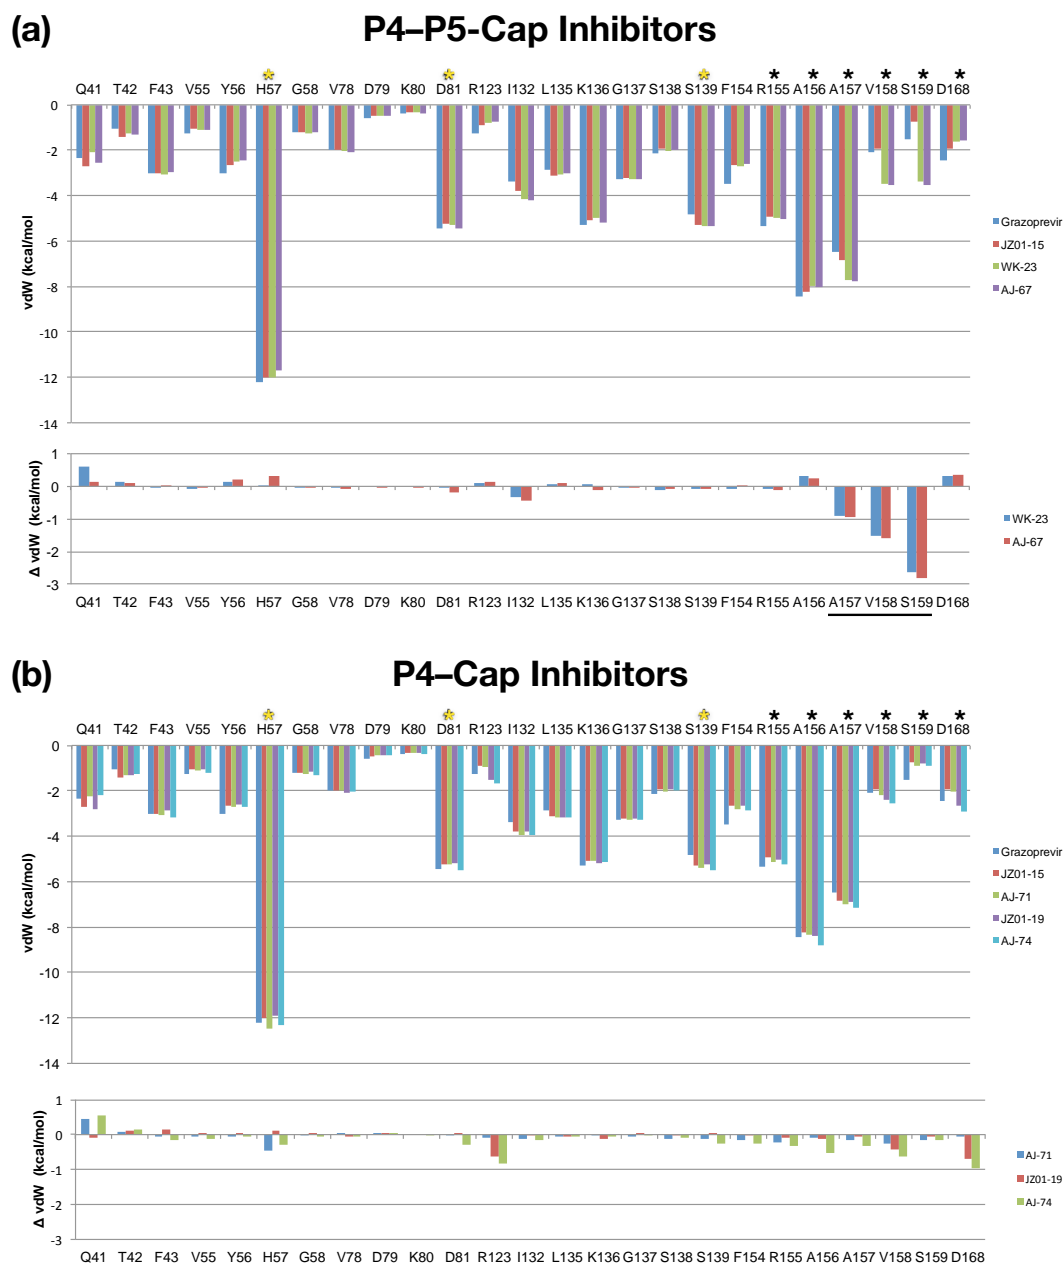 (a) P4–P5-Cap Inhibitors
* * * * * * * * *
Q41 T42 F43 V55 Y56 H57 G58 V78 D79 K80 D81 R123 I132 L135 K136 G137 S138 S139 F154 R155 A156 A157 V158 S159 D168
0
-2
-4
-6
-8
-10
-12
-14
vdW (kcal/mol)
Grazoprevir
JZ01-15
WK-23
AJ-67
1
0
-1
-2
-3
Δ vdW (kcal/mol)
WK-23
AJ-67
Q41 T42 F43 V55 Y56 H57 G58 V78 D79 K80 D81 R123 I132 L135 K136 G137 S138 S139 F154 R155 A156 A157 V158 S159 D168
(b) P4–Cap Inhibitors
* * * * * * * * *
Q41 T42 F43 V55 Y56 H57 G58 V78 D79 K80 D81 R123 I132 L135 K136 G137 S138 S139 F154 R155 A156 A157 V158 S159 D168
0
-2
-4
-6
-8
-10
-12
-14
vdW (kcal/mol)
Grazoprevir
JZ01-15
AJ-71
JZ01-19
AJ-74
1
0
-1
-2
-3
Δ vdW (kcal/mol)
AJ-71
JZ01-19
AJ-74
Q41 T42 F43 V55 Y56 H57 G58 V78 D79 K80 D81 R123 I132 L135 K136 G137 S138 S139 F154 R155 A156 A157 V158 S159 D168